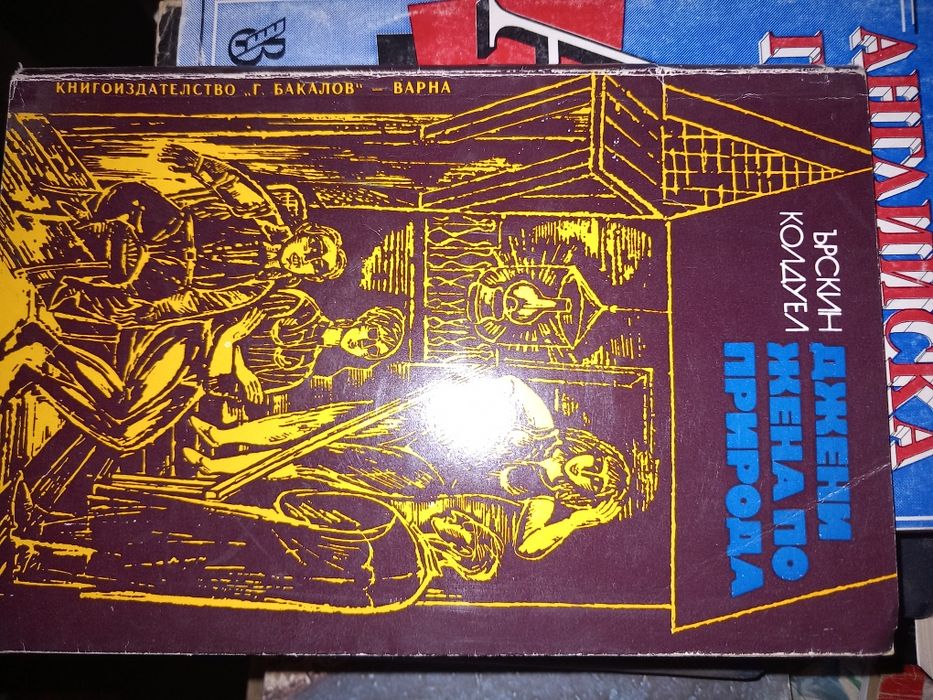 КНИГОИЗДАТЕЛСТВО „Г. БАКАЛОВ" – ВАРНА
ЪРСКИН
КОЛДУЕЛ
ДЖЕНИ
ЖЕНА ПО
ПРИРОДА
АНГЛИЙСКА